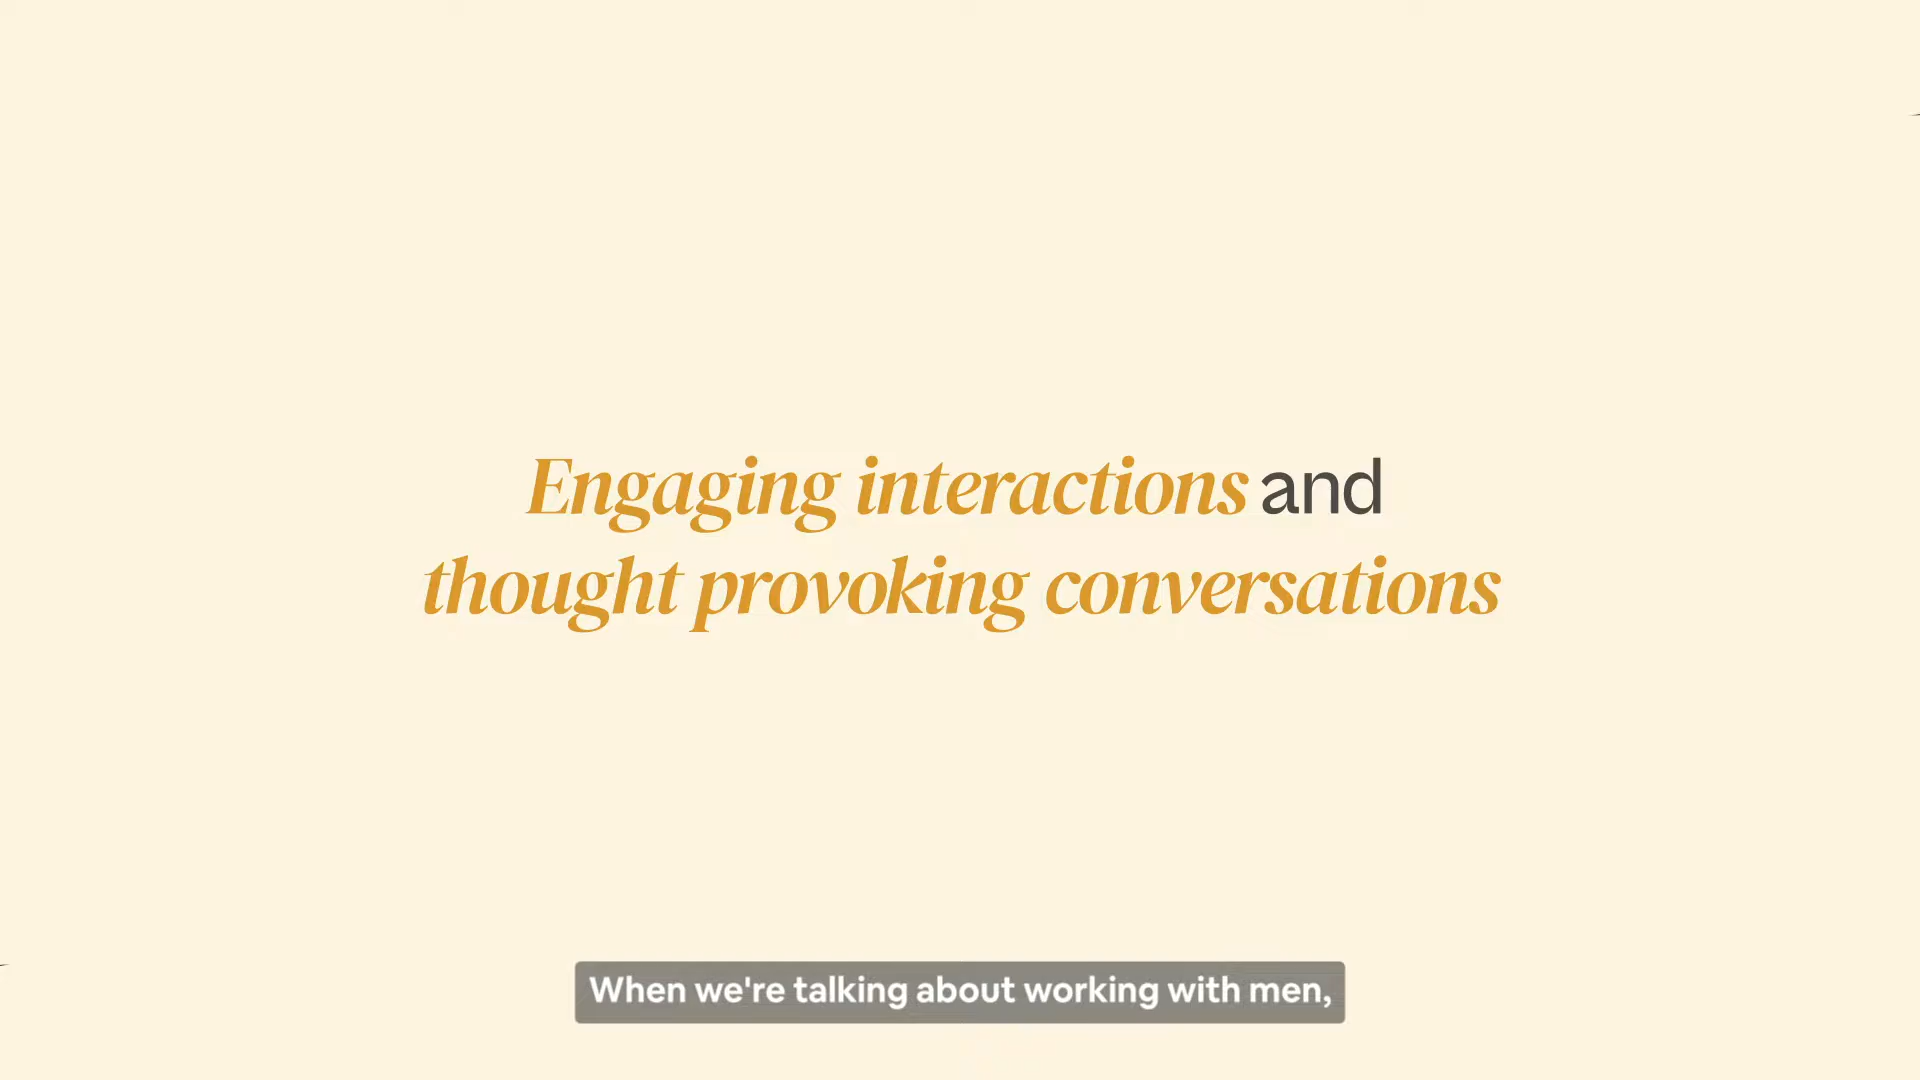 Engaging interactions and
thought provoking conversations
When we're talking about working with men,